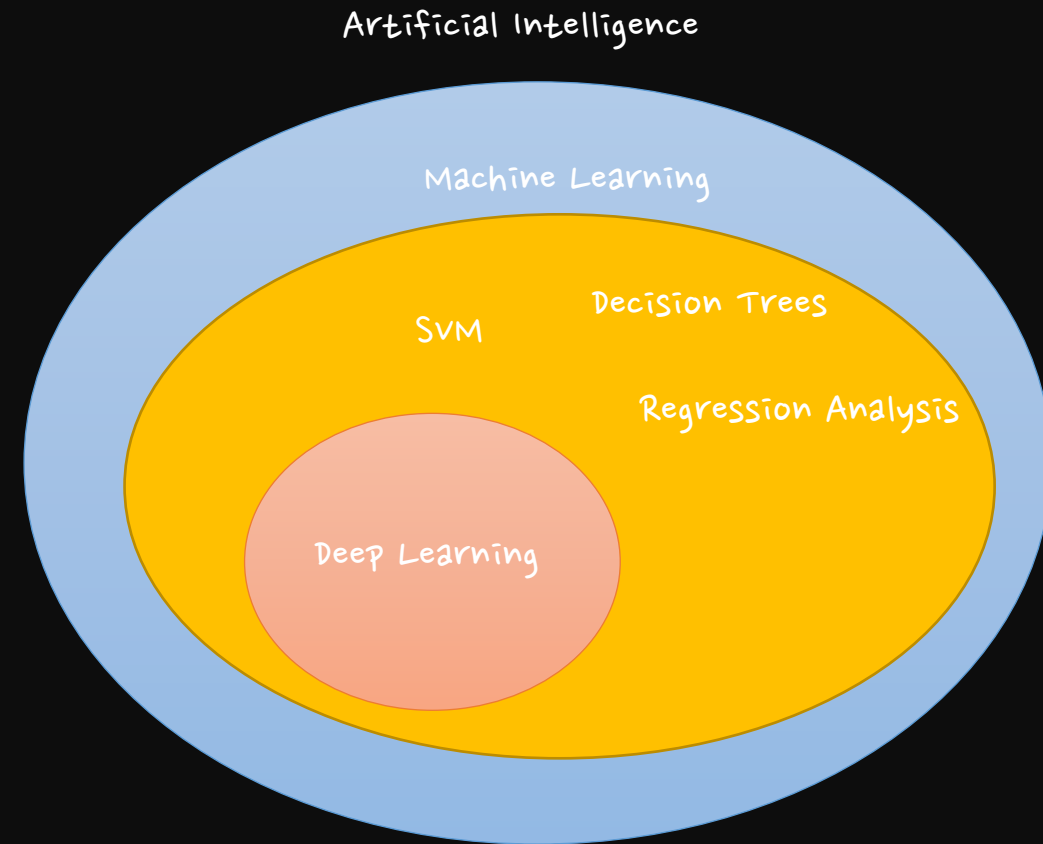 Artificial Intelligence
Machine Learning
Decision Trees
SVM
Regression Analysis
Deep Learning